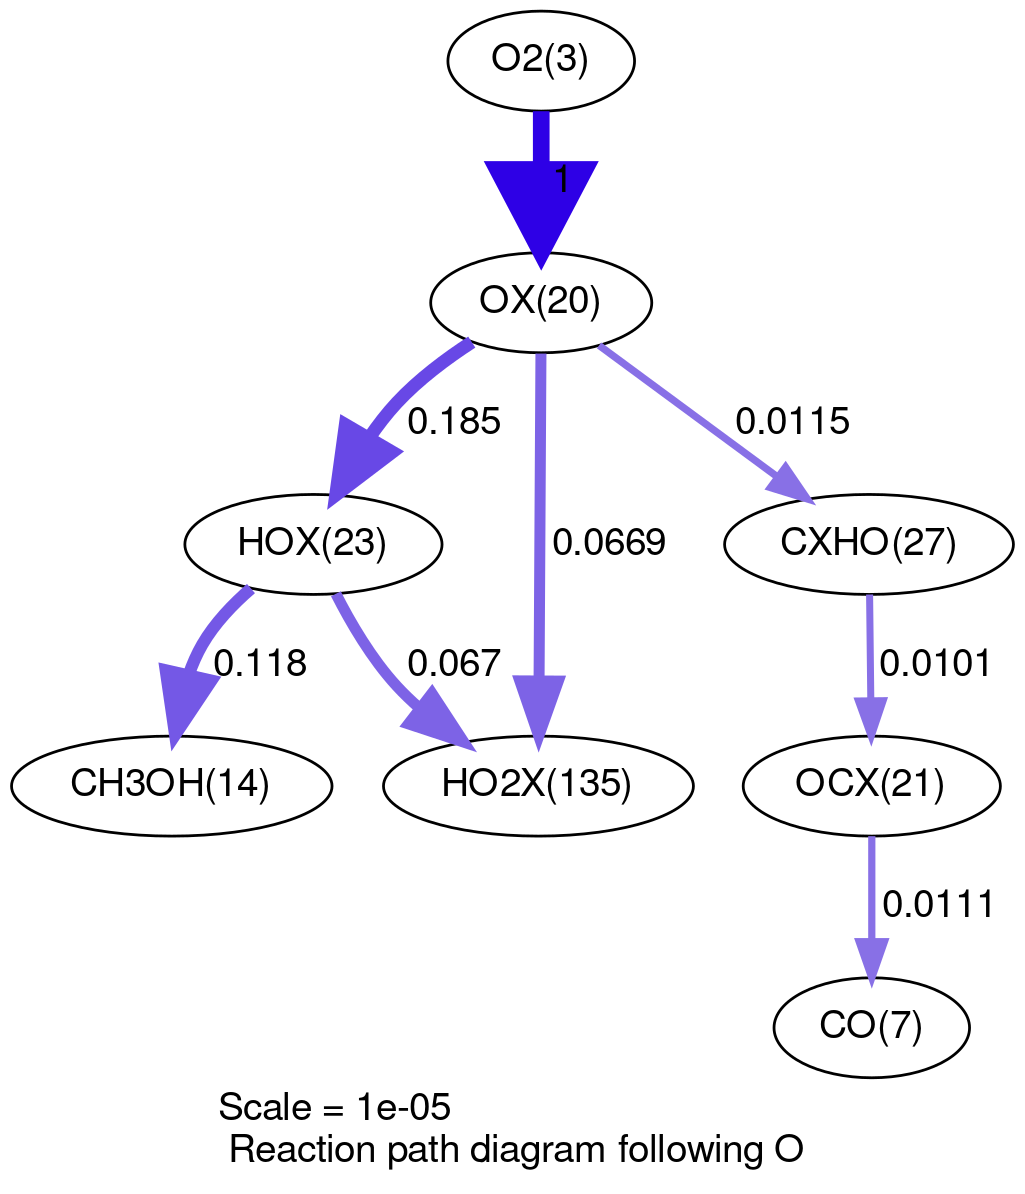 O2(3)
1
OX(20)
0.185
0.0115
0.0669
HOX(23)
CXHO(27)
0.118
0.067
0.0101
CH3OH(14)
HO2X(135)
OCX(21)
0.0111
CO(7)
Scale = 1e-05
Reaction path diagram following O